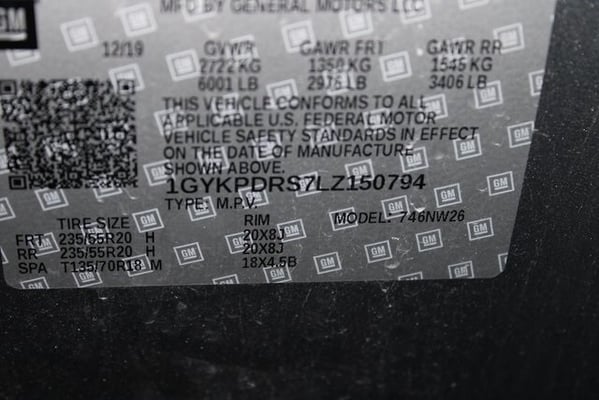 GM
MFD BY GENERAL MOTORS LLC
12/19 GVWR GAWR FRT GAWR RR
2722 KG 1350 KG 1545 KG
6001 LB 2976 LB 3406 LB
THIS VEHICLE CONFORMS TO ALL
APPLICABLE U.S. FEDERAL MOTOR
VEHICLE SAFETY STANDARDS IN EFFECT
ON THE DATE OF MANUFACTURE
SHOWN ABOVE.
1GYKPDRS7LZ150794
TYPE: M.P.V. MODEL: 746NW26
TIRE SIZE RIM
FRT 235/55R20 H 20X8J
RR 235/55R20 H 20X8J
SPA T135/70R18 M 18X4.5B